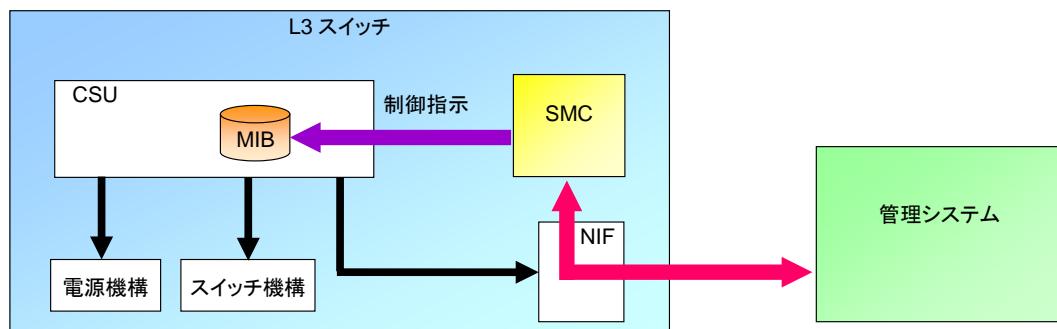 L3 スイッチ
CSU
MIB
制御指示
SMC
管理システム
NIF
電源機構
スイッチ機構